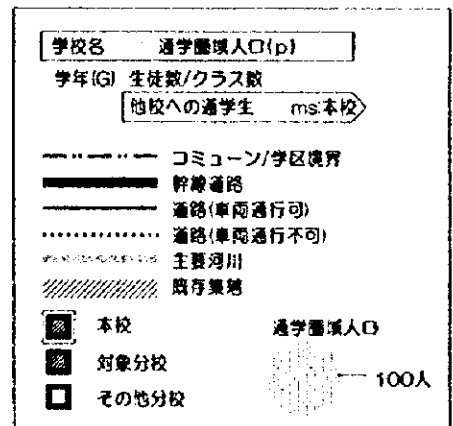 学校名 通学圏域人口(p)
学年(G) 生徒数/クラス数
他校への通学生 ms:本校
コミューン/学区境界
幹線道路
道路(車両通行可)
道路(車両通行不可)
主要河川
既存集落
本校
対象分校
その他分校
通学圏域人口
100人